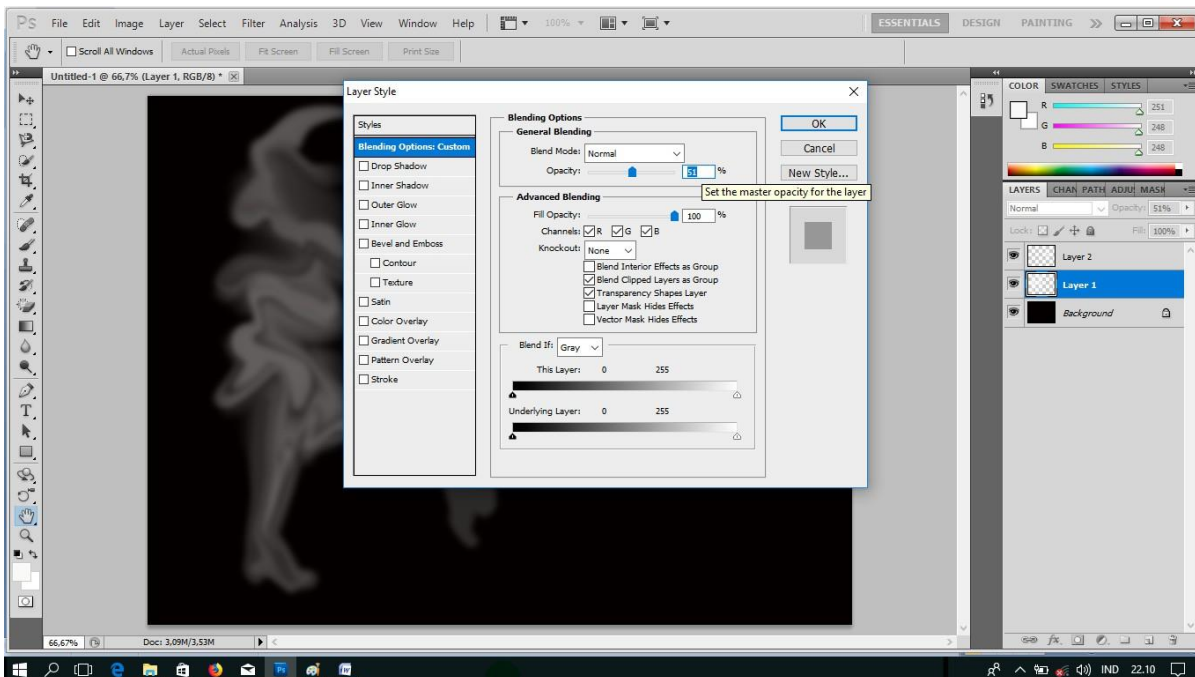 Ps File Edit Image Layer Select Filter Analysis 3D View Window Help 100% ESSENTIALS DESIGN PAINTING
Scroll All Windows Actual Pixels Fit Screen Fill Screen Print Size
Untitled-1 @ 66,7% (Layer 1, RGB/8) *
Layer Style
Styles
Blending Options: Custom
Drop Shadow
Inner Shadow
Outer Glow
Inner Glow
Bevel and Emboss
Contour
Texture
Satin
Color Overlay
Gradient Overlay
Pattern Overlay
Stroke
Blending Options
General Blending
Blend Mode: Normal
Opacity: 51 %
Advanced Blending
Fill Opacity: 100 %
Channels: R G B
Knockout: None
Blend Interior Effects as Group
Blend Clipped Layers as Group
Transparency Shapes Layer
Layer Mask Hides Effects
Vector Mask Hides Effects
Blend If: Gray
This Layer: 0 255
Underlying Layer: 0 255
OK
Cancel
New Style...
Set the master opacity for the layer
COLOR SWATCHES STYLES
R 251
G 248
B 248
LAYERS CHAN PATH ADJU MASK
Normal Opacity: 51%
Lock: Fill: 100%
Layer 2
Layer 1
Background
fx
66,67% Doc: 3,09M/3,53M
Ps IND 22.10